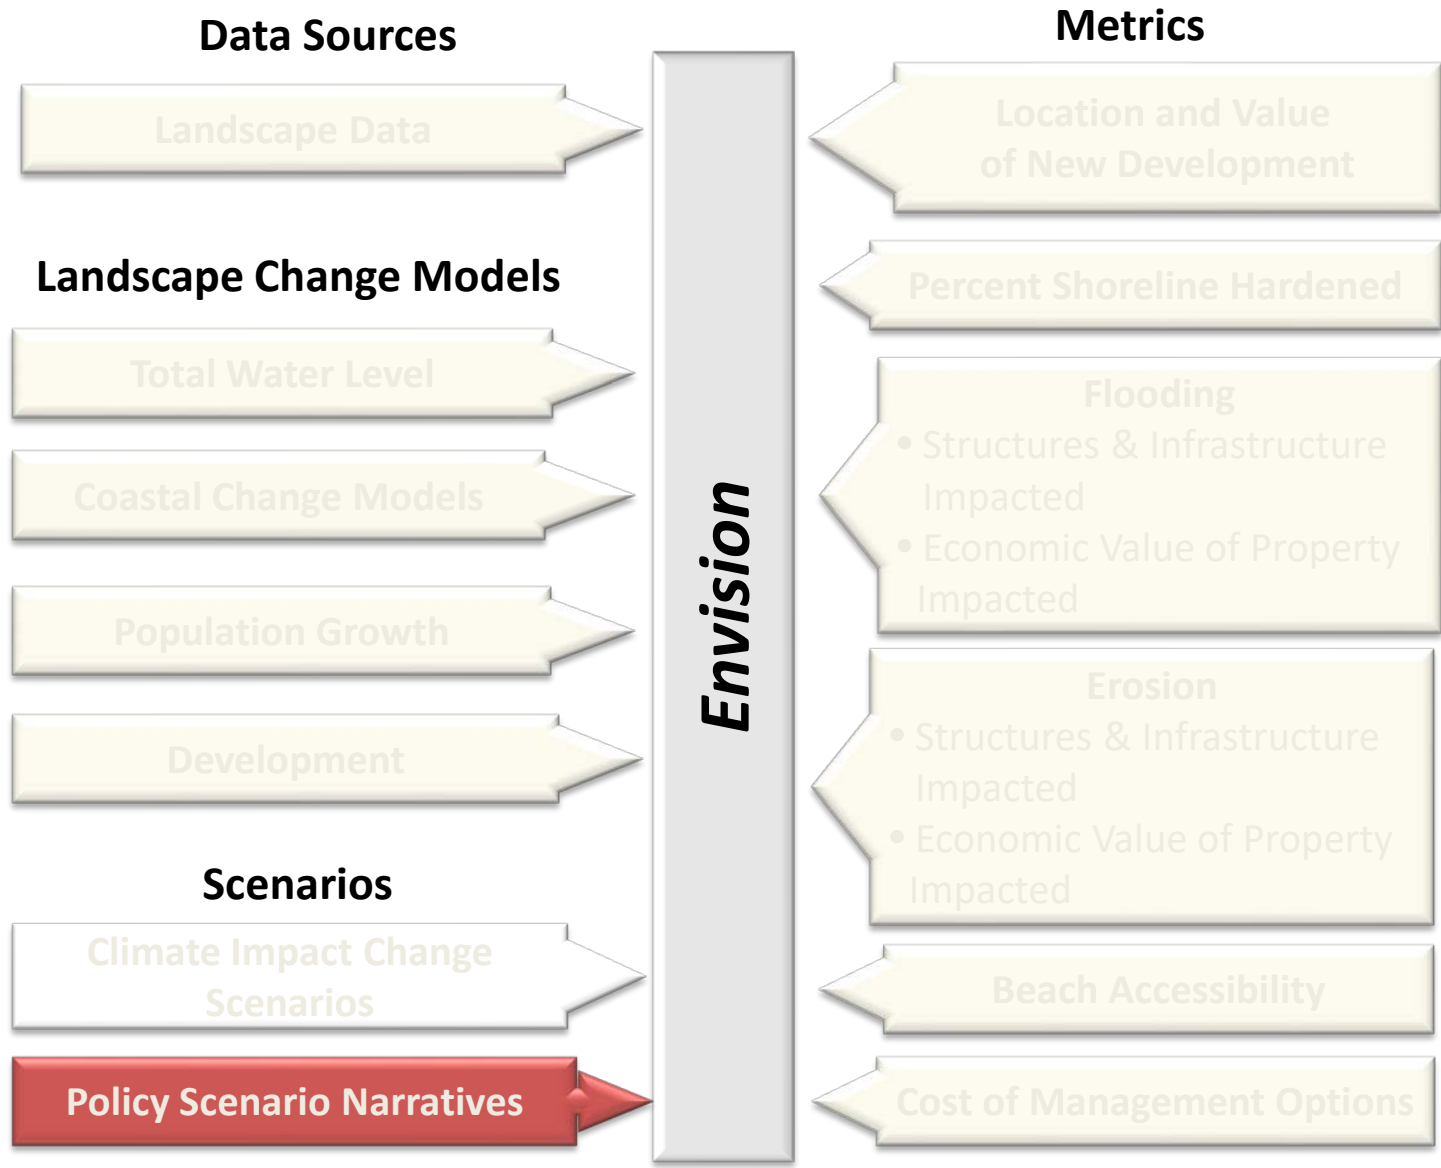 Data Sources
Landscape Data
Landscape Change Models
Total Water Level
Coastal Change Models
Population Growth
Development
Scenarios
Climate Impact Change
Scenarios
Policy Scenario Narratives
Envision
Metrics
Location and Value
of New Development
Percent Shoreline Hardened
Flooding
• Structures & Infrastructure
Impacted
• Economic Value of Property
Impacted
Erosion
• Structures & Infrastructure
Impacted
• Economic Value of Property
Impacted
Beach Accessibility
Cost of Management Options